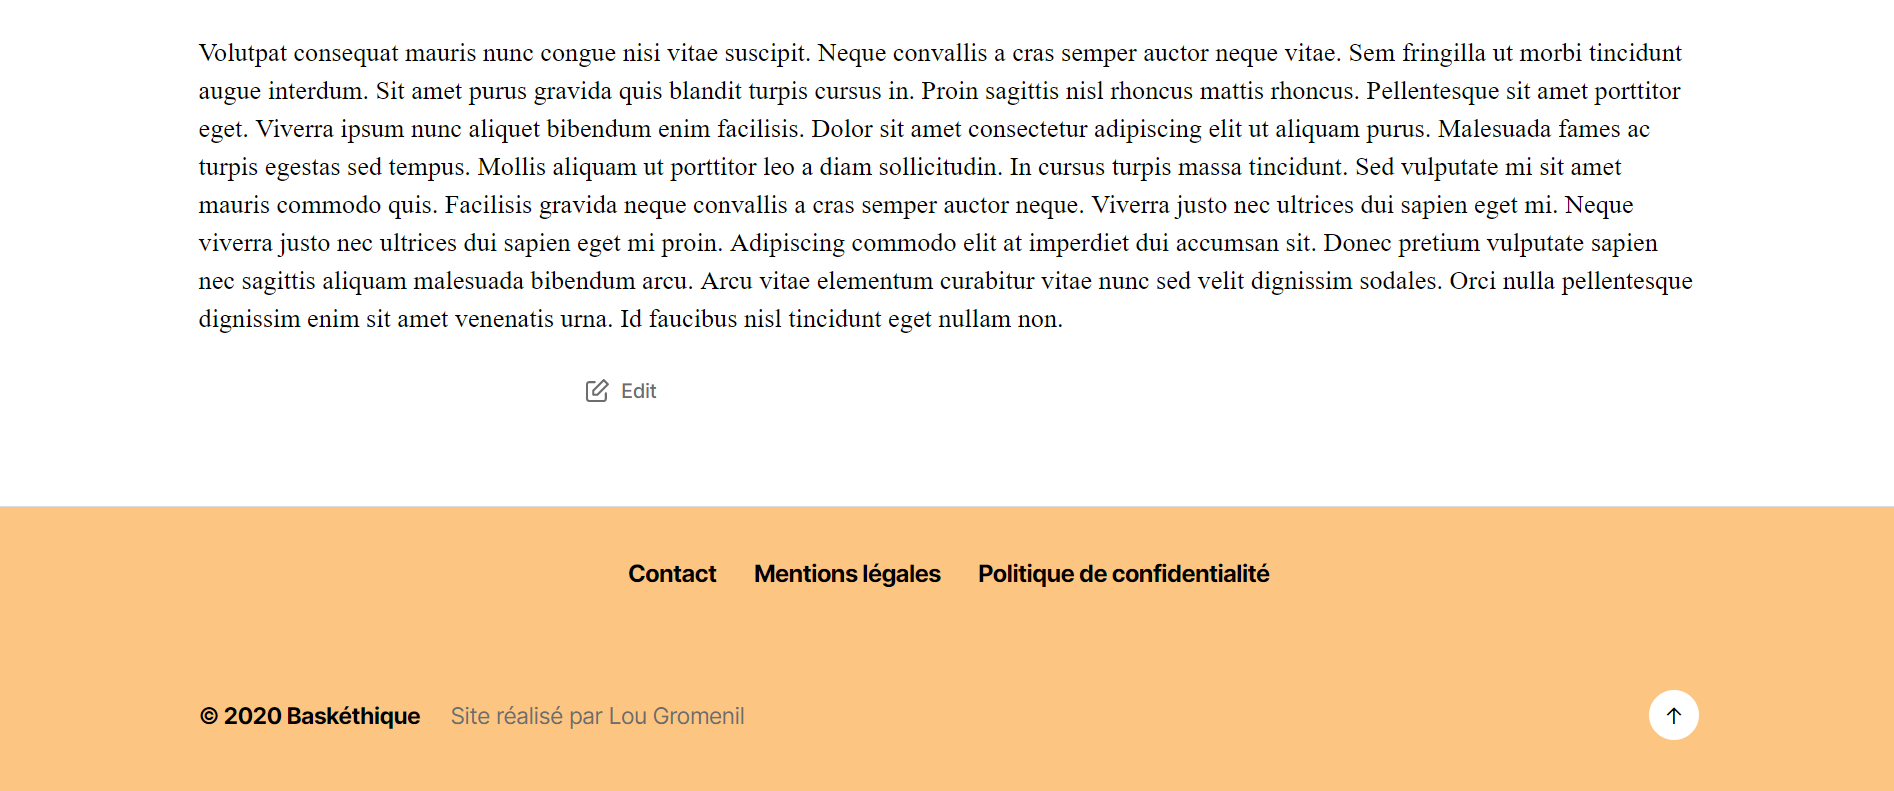 Volutpat consequat mauris nunc congue nisi vitae suscipit. Neque convallis a cras semper auctor neque vitae. Sem fringilla ut morbi tincidunt
augue interdum. Sit amet purus gravida quis blandit turpis cursus in. Proin sagittis nisl rhoncus mattis rhoncus. Pellentesque sit amet porttitor
eget. Viverra ipsum nunc aliquet bibendum enim facilisis. Dolor sit amet consectetur adipiscing elit ut aliquam purus. Malesuada fames ac
turpis egestas sed tempus. Mollis aliquam ut porttitor leo a diam sollicitudin. In cursus turpis massa tincidunt. Sed vulputate mi sit amet
mauris commodo quis. Facilisis gravida neque convallis a cras semper auctor neque. Viverra justo nec ultrices dui sapien eget mi. Neque
viverra justo nec ultrices dui sapien eget mi proin. Adipiscing commodo elit at imperdiet dui accumsan sit. Donec pretium vulputate sapien
nec sagittis aliquam malesuada bibendum arcu. Arcu vitae elementum curabitur vitae nunc sed velit dignissim sodales. Orci nulla pellentesque
dignissim enim sit amet venenatis urna. Id faucibus nisl tincidunt eget nullam non.
Edit
Contact Mentions légales Politique de confidentialité
© 2020 Baskéthique Site réalisé par Lou Gromenil